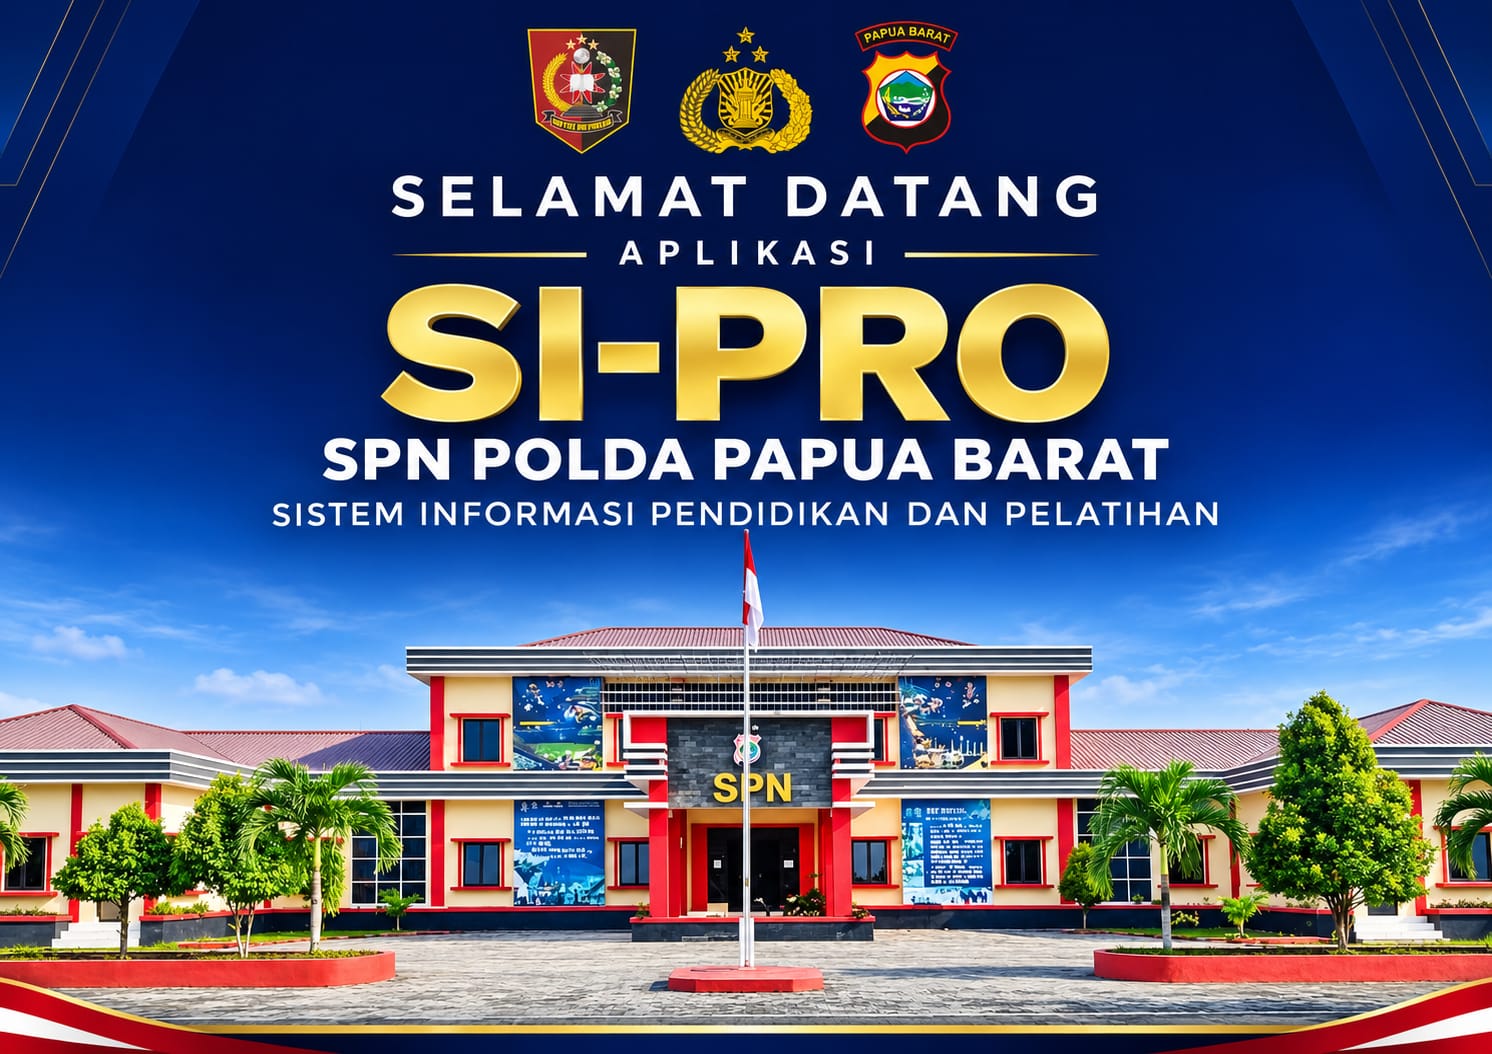 PAPUA BARAT
SELAMAT DATANG
APLIKASI
SI-PRO
SPN POLDA PAPUA BARAT
SISTEM INFORMASI PENDIDIKAN DAN PELATIHAN
SPN